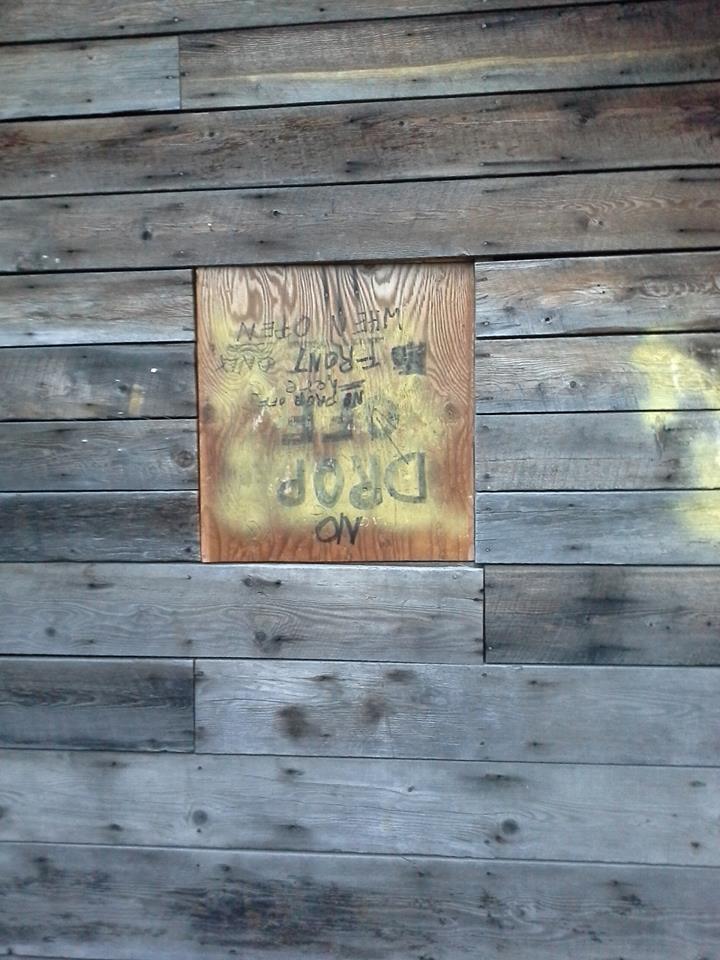 NO
DROP
OFF
NO DROP OFF
here
FRONT ONLY
WHEN OPEN